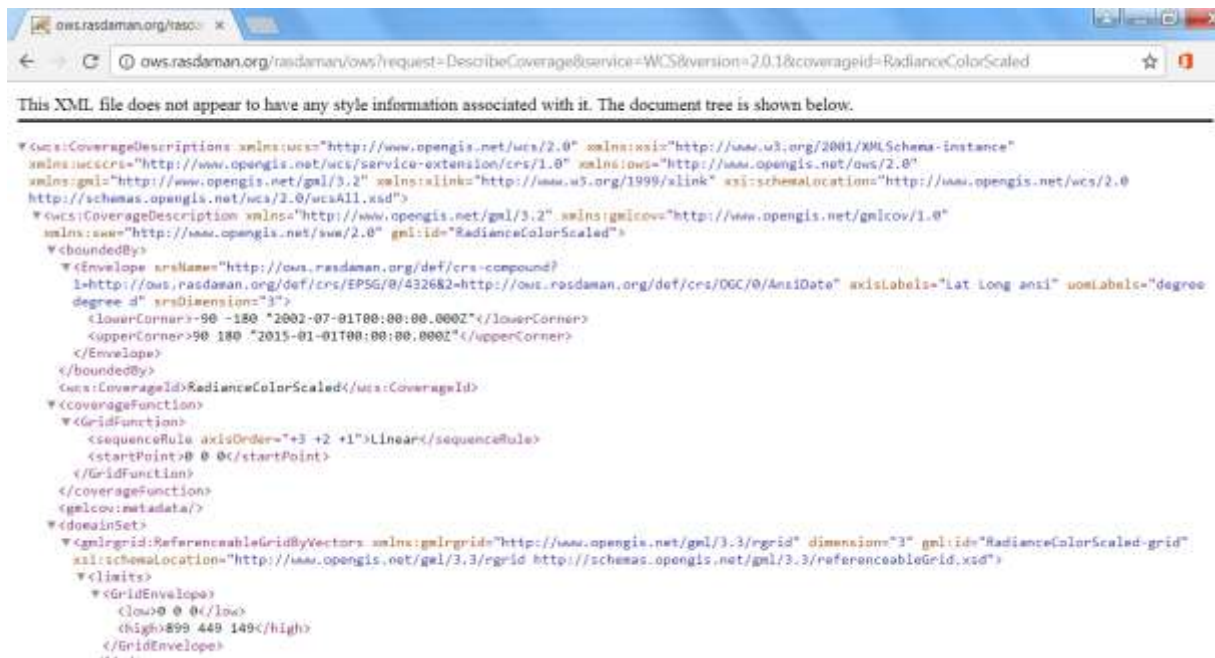 ows.rasdaman.org/rasda
ows.rasdaman.org/rasdaman/ows?request=DescribeCoverage&service=WCS&version=2.0.1&coverageid=RadianceColorScaled
This XML file does not appear to have any style information associated with it. The document tree is shown below.
▼<wcs:CoverageDescriptions xmlns:wcs="http://www.opengis.net/wcs/2.0" xmlns:xsi="http://www.w3.org/2001/XMLSchema-instance"
xmlns:wcscrs="http://www.opengis.net/wcs/service-extension/crs/1.0" xmlns:ows="http://www.opengis.net/ows/2.0"
xmlns:gml="http://www.opengis.net/gml/3.2" xmlns:xlink="http://www.w3.org/1999/xlink" xsi:schemaLocation="http://www.opengis.net/wcs/2.0
http://schemas.opengis.net/wcs/2.0/wcsAll.xsd">
▼<wcs:CoverageDescription xmlns="http://www.opengis.net/gml/3.2" xmlns:gmlcov="http://www.opengis.net/gmlcov/1.0"
xmlns:swe="http://www.opengis.net/swe/2.0" gml:id="RadianceColorScaled">
▼<boundedBy>
▼<Envelope srsName="http://ows.rasdaman.org/def/crs-compound?
1=http://ows.rasdaman.org/def/crs/EPSG/0/4326&2=http://ows.rasdaman.org/def/crs/OGC/0/AnsiDate" axisLabels="Lat Long ansi" uomLabels="degree
degree d" srsDimension="3">
<lowerCorner>-90 -180 "2002-07-01T00:00:00.000Z"</lowerCorner>
<upperCorner>90 180 "2015-01-01T00:00:00.000Z"</upperCorner>
</Envelope>
</boundedBy>
<wcs:CoverageId>RadianceColorScaled</wcs:CoverageId>
▼<coverageFunction>
▼<GridFunction>
<sequenceRule axisOrder="+3 +2 +1">Linear</sequenceRule>
<startPoint>0 0 0</startPoint>
</GridFunction>
</coverageFunction>
<gmlcov:metadata/>
▼<domainSet>
▼<gmlrgrid:ReferenceableGridByVectors xmlns:gmlrgrid="http://www.opengis.net/gml/3.3/rgrid" dimension="3" gml:id="RadianceColorScaled-grid"
xsi:schemaLocation="http://www.opengis.net/gml/3.3/rgrid http://schemas.opengis.net/gml/3.3/referenceableGrid.xsd">
▼<limits>
▼<GridEnvelope>
<low>0 0 0</low>
<high>899 449 149</high>
</GridEnvelope>